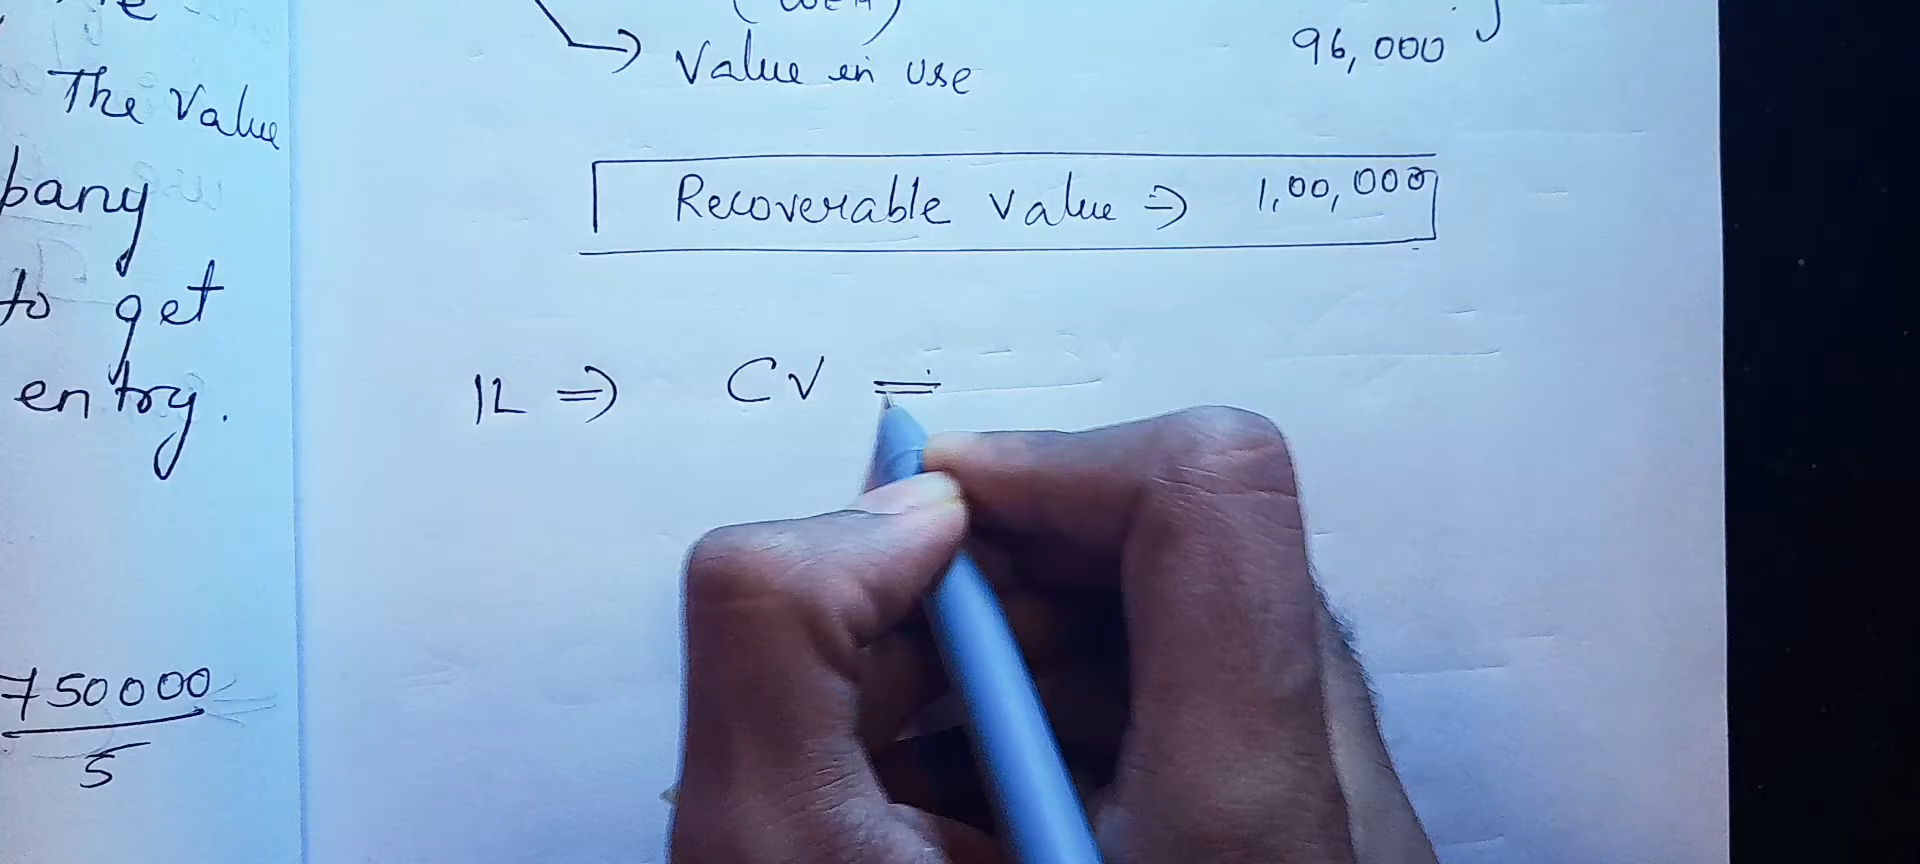 The Value
pany
to get
entry.
750000
5
Value in use 96,000
Recoverable Value ⇒ 1,00,000
IL ⇒ CV =